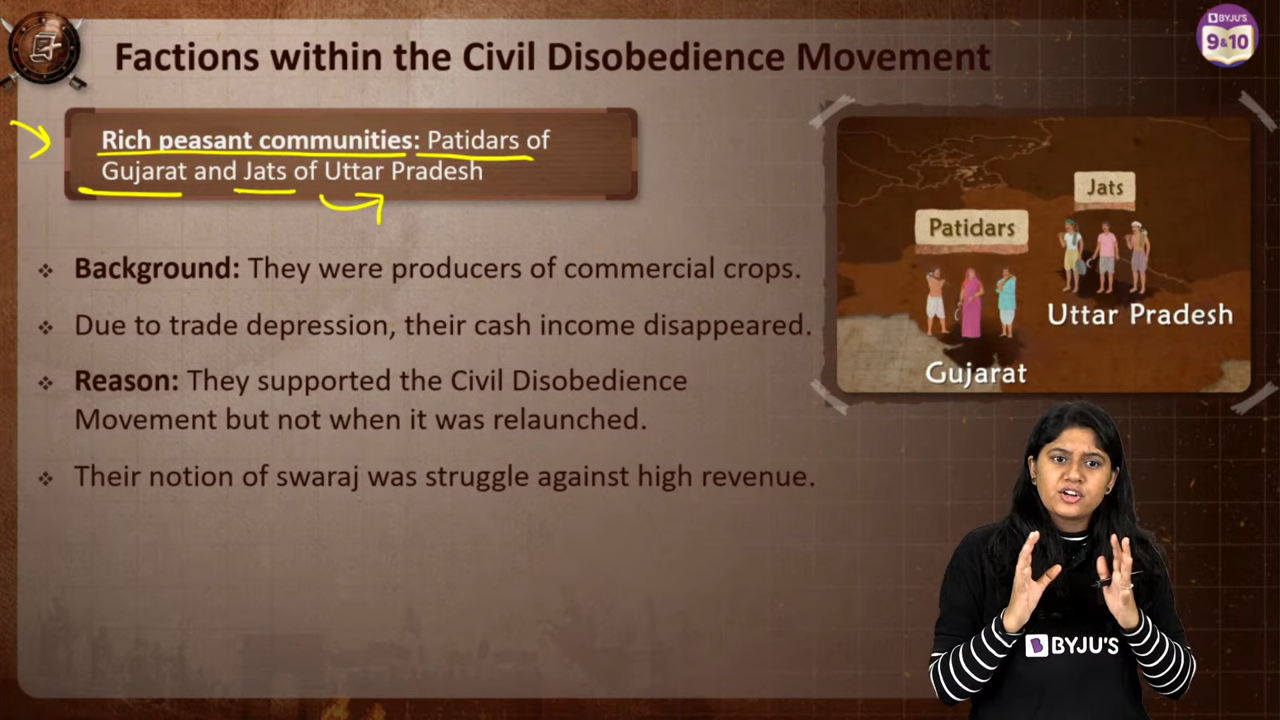 Factions within the Civil Disobedience Movement
BYJU'S
9&10
Rich peasant communities: Patidars of
Gujarat and Jats of Uttar Pradesh
❖ Background: They were producers of commercial crops.
❖ Due to trade depression, their cash income disappeared.
❖ Reason: They supported the Civil Disobedience
Movement but not when it was relaunched.
❖ Their notion of swaraj was struggle against high revenue.
Jats
Patidars
Uttar Pradesh
Gujarat
BYJU'S